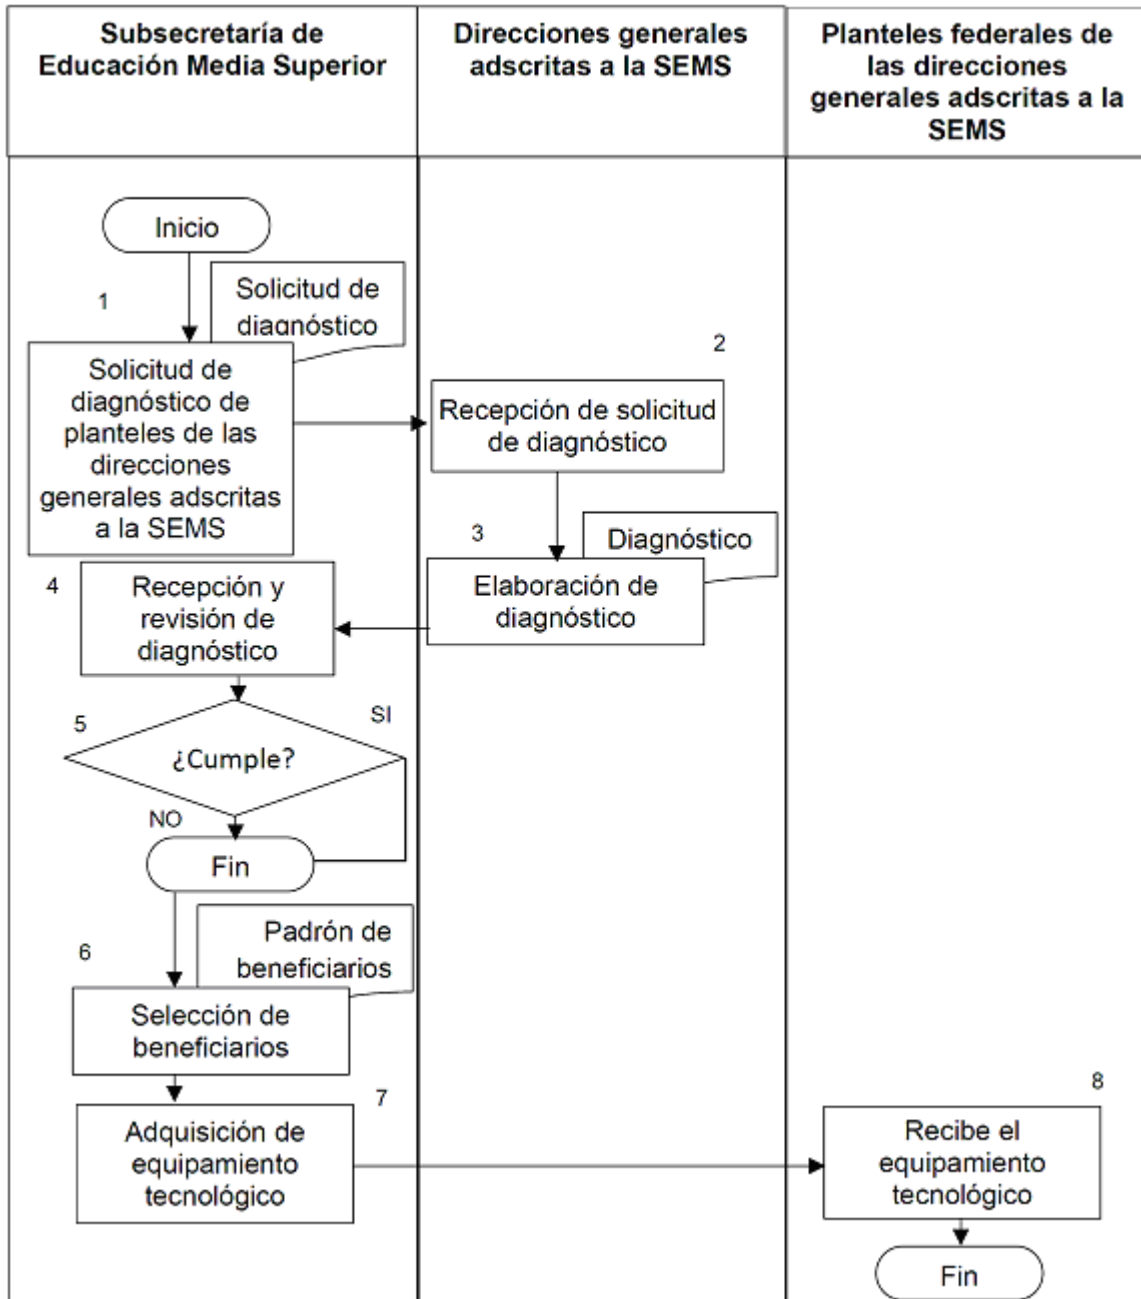 Subsecretaría de
Educación Media Superior
Direcciones generales
adscritas a la SEMS
Planteles federales de
las direcciones
generales adscritas a la
SEMS
Inicio
1
Solicitud de
diagnóstico
Solicitud de
diagnóstico de
planteles de las
direcciones
generales adscritas
a la SEMS
2
Recepción de solicitud
de diagnóstico
3
Diagnóstico
Elaboración de
diagnóstico
4
Recepción y
revisión de
diagnóstico
5
SI
¿Cumple?
NO
Fin
Padrón de
beneficiarios
6
Selección de
beneficiarios
7
Adquisición de
equipamiento
tecnológico
8
Recibe el
equipamiento
tecnológico
Fin